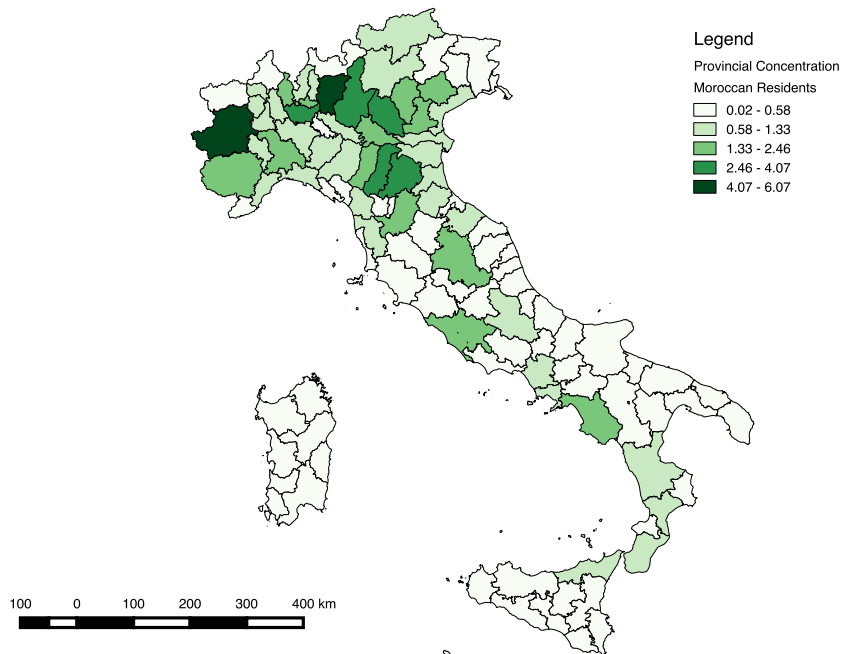 Legend
Provincial Concentration
Moroccan Residents
0.02 - 0.58
0.58 - 1.33
1.33 - 2.46
2.46 - 4.07
4.07 - 6.07
100 0 100 200 300 400 km